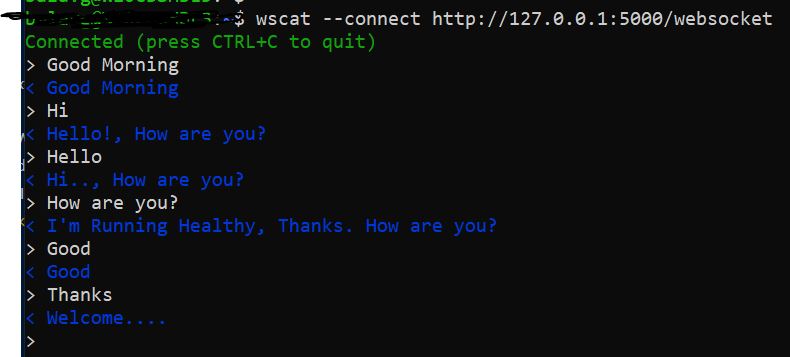 $ wscat --connect http://127.0.0.1:5000/websocket
Connected (press CTRL+C to quit)
> Good Morning
< Good Morning
> Hi
< Hello!, How are you?
> Hello
< Hi.., How are you?
> How are you?
< I'm Running Healthy, Thanks. How are you?
> Good
< Good
> Thanks
< Welcome....
>